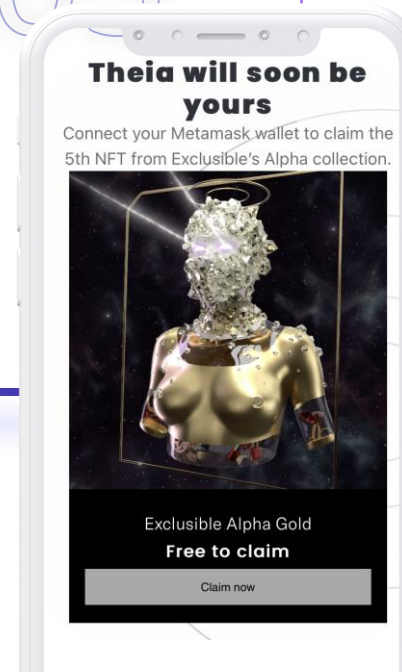 Theia will soon be
yours
Connect your Metamask wallet to claim the
5th NFT from Exclusible's Alpha collection.
Exclusible Alpha Gold
Free to claim
Claim now